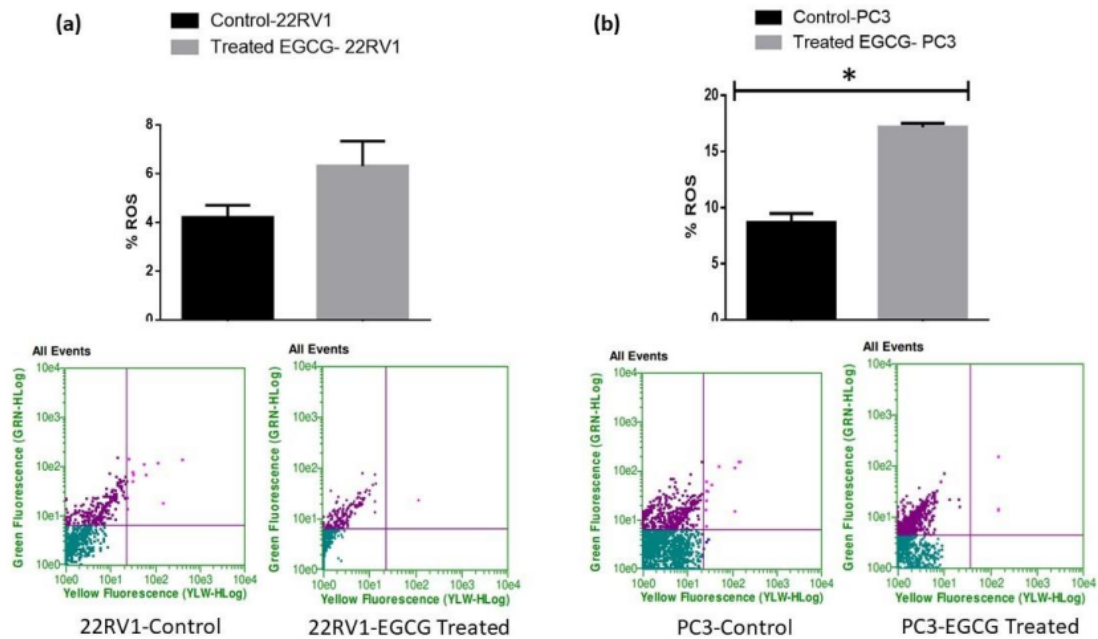 (a)
Control-22RV1
Treated EGCG- 22RV1
8
6
4
2
0
% ROS
(b)
Control-PC3
Treated EGCG- PC3
*
20
15
10
5
0
% ROS
All Events
Green Fluorescence (GRN-HLog)
10e4
10e3
10e2
10e1
10e0
10e0 10e1 10e2 10e3 10e4
Yellow Fluorescence (YLW-HLog)
22RV1-Control
All Events
Green Fluorescence (GRN-HLog)
10e4
10e3
10e2
10e1
10e0
10e0 10e1 10e2 10e3 10e4
Yellow Fluorescence (YLW-HLog)
22RV1-EGCG Treated
All Events
Green Fluorescence (GRN-HLog)
10e4
10e3
10e2
10e1
10e0
10e0 10e1 10e2 10e3 10e4
Yellow Fluorescence (YLW-HLog)
PC3-Control
All Events
Green Fluorescence (GRN-HLog)
10e4
10e3
10e2
10e1
10e0
10e0 10e1 10e2 10e3 10e4
Yellow Fluorescence (YLW-HLog)
PC3-EGCG Treated